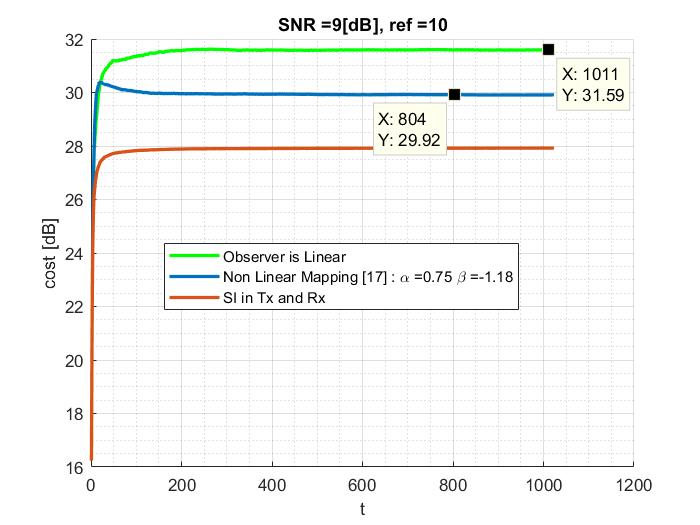 SNR =9[dB], ref =10
32
30
28
26
24
22
20
18
16
cost [dB]
X: 1011
Y: 31.59
X: 804
Y: 29.92
Observer is Linear
Non Linear Mapping [17] : α =0.75 β =-1.18
SI in Tx and Rx
0 200 400 600 800 1000 1200
t